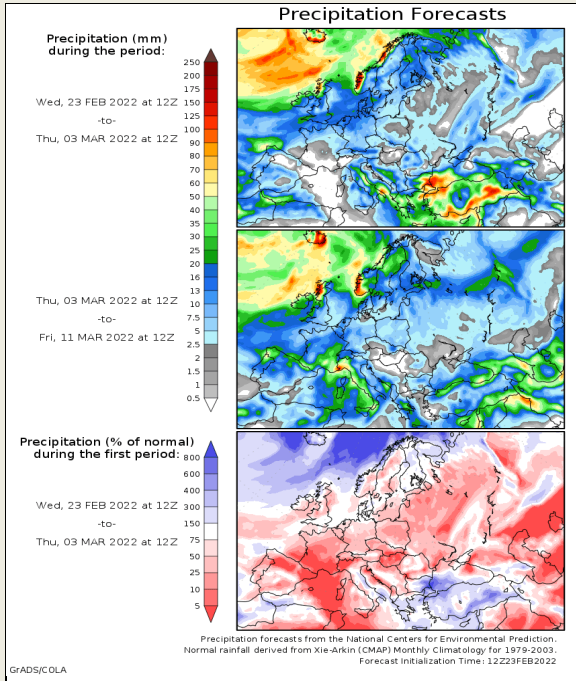 Precipitation Forecasts
Precipitation (mm)
during the period:
Wed, 23 FEB 2022 at 12Z
-to-
Thu, 03 MAR 2022 at 12Z
Thu, 03 MAR 2022 at 12Z
-to-
Fri, 11 MAR 2022 at 12Z
250
200
175
150
125
100
90
80
70
60
50
40
35
30
25
20
16
13
10
7.5
5
2.5
2
1.5
1
0.5
Precipitation (% of normal)
during the first period:
Wed, 23 FEB 2022 at 12Z
-to-
Thu, 03 MAR 2022 at 12Z
800
600
400
300
150
75
50
25
10
5
Precipitation forecasts from the National Centers for Environmental Prediction.
Normal rainfall derived from Xie-Arkin (CMAP) Monthly Climatology for 1979-2003.
Forecast Initialization Time: 12Z23FEB2022
GrADS/COLA